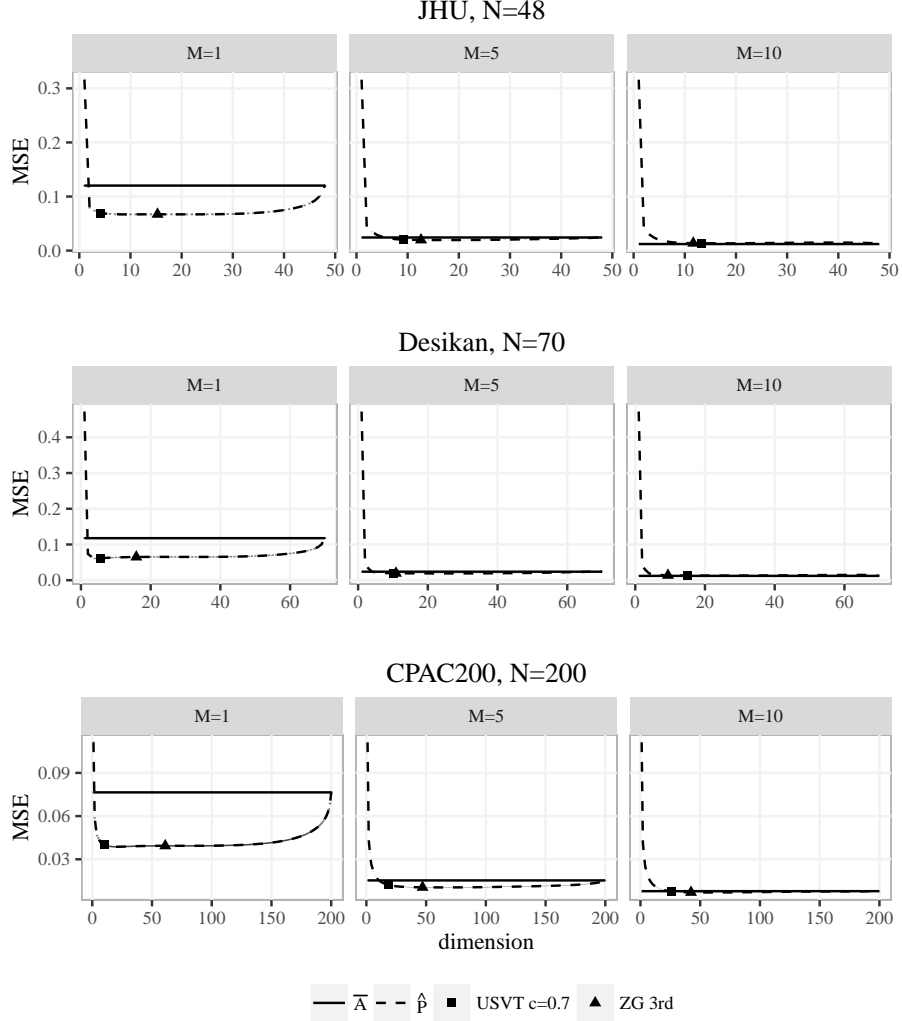 JHU, N=48
M=1 M=5 M=10
MSE
0.3
0.2
0.1
0.0
0 10 20 30 40 50 0 10 20 30 40 50 0 10 20 30 40 50
Desikan, N=70
M=1 M=5 M=10
MSE
0.4
0.3
0.2
0.1
0.0
0 20 40 60 0 20 40 60 0 20 40 60
CPAC200, N=200
M=1 M=5 M=10
MSE
0.09
0.06
0.03
0 50 100 150 200 0 50 100 150 200 0 50 100 150 200
dimension
A̅ P̂ USVT c=0.7 ZG 3rd